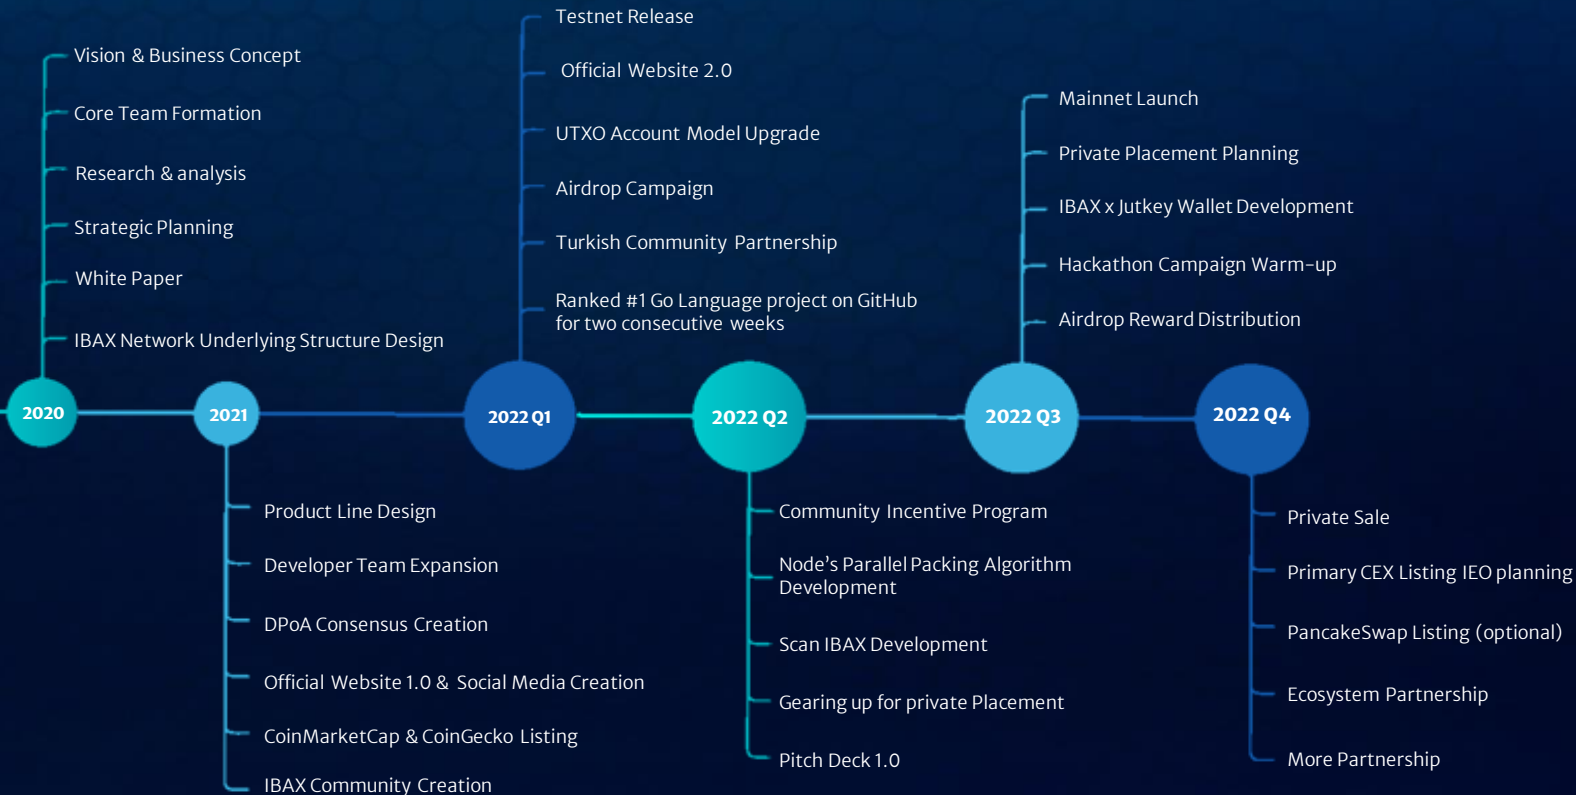 Vision & Business Concept
Core Team Formation
Research & analysis
Strategic Planning
White Paper
IBAX Network Underlying Structure Design
2020
2021
Product Line Design
Developer Team Expansion
DPoA Consensus Creation
Official Website 1.0 & Social Media Creation
CoinMarketCap & CoinGecko Listing
IBAX Community Creation
Testnet Release
Official Website 2.0
UTXO Account Model Upgrade
Airdrop Campaign
Turkish Community Partnership
Ranked #1 Go Language project on GitHub
for two consecutive weeks
2022 Q1
2022 Q2
Community Incentive Program
Node’s Parallel Packing Algorithm
Development
Scan IBAX Development
Gearing up for private Placement
Pitch Deck 1.0
Mainnet Launch
Private Placement Planning
IBAX x Jutkey Wallet Development
Hackathon Campaign Warm-up
Airdrop Reward Distribution
2022 Q3
2022 Q4
Private Sale
Primary CEX Listing IEO planning
PancakeSwap Listing (optional)
Ecosystem Partnership
More Partnership